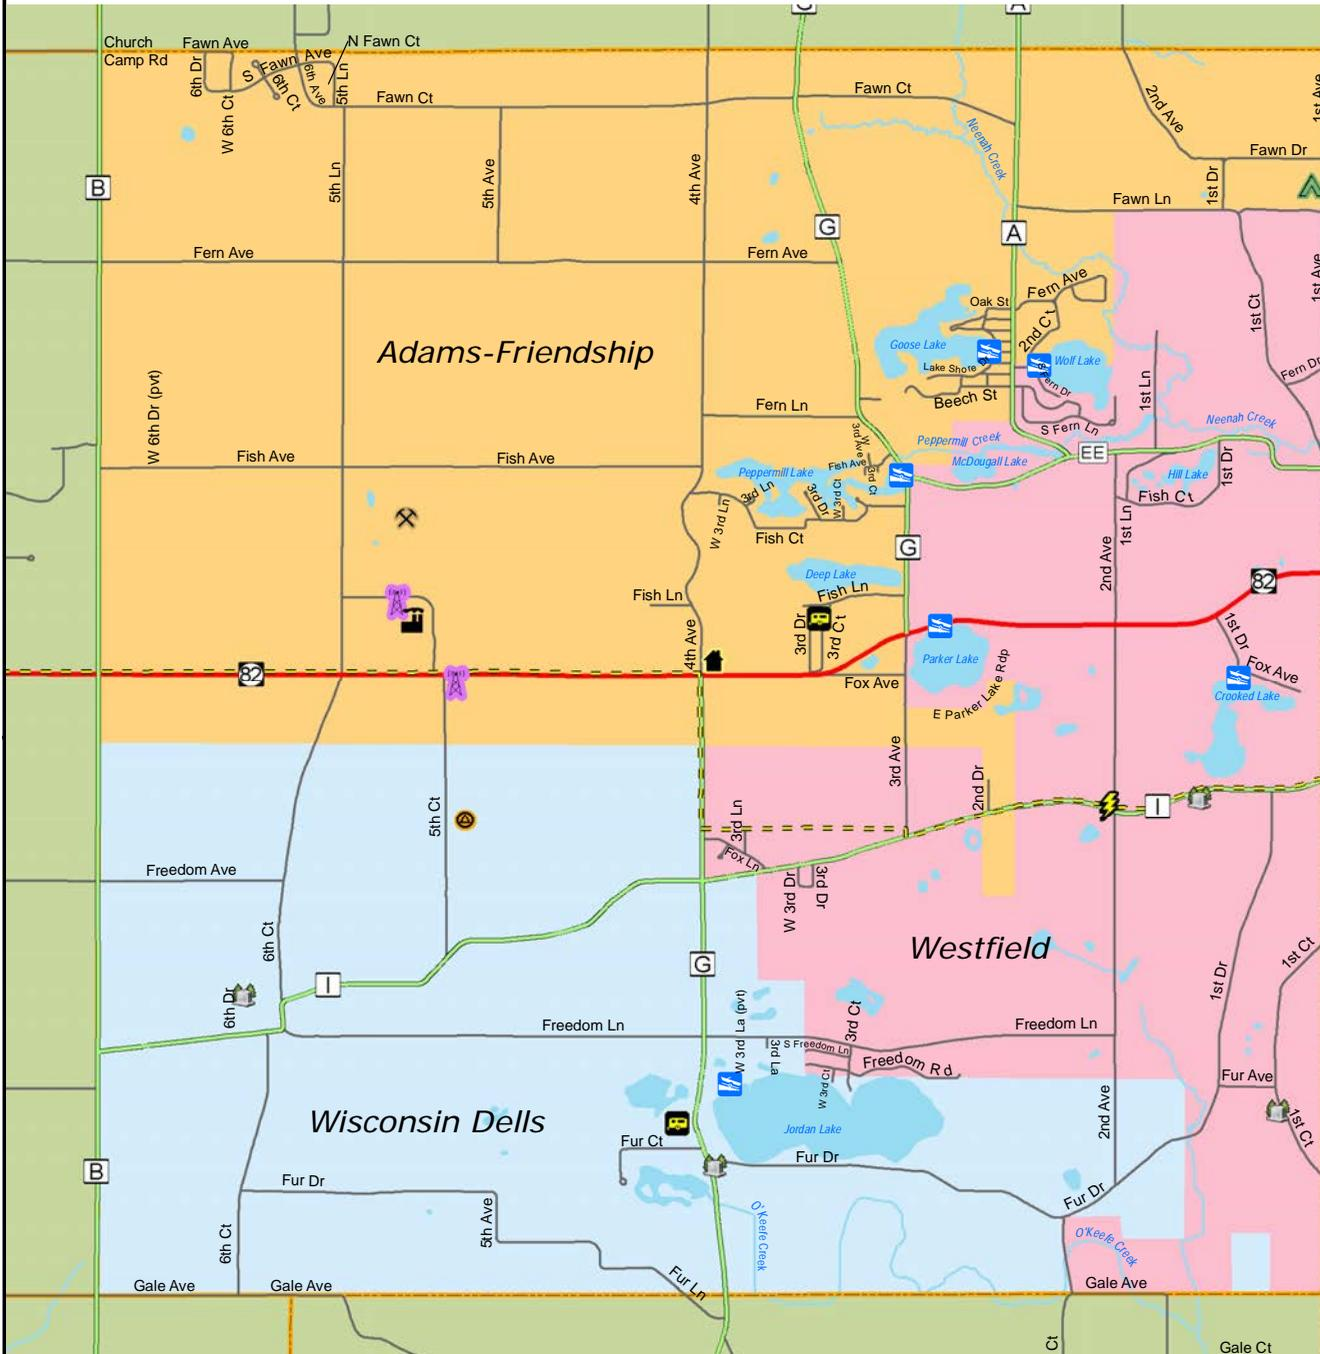 G
A
Church
Camp Rd
Fawn Ave
N Fawn Ct
6th Dr
S Fawn Ave
6th Ct
6th Ave
5th Ln
W 6th Ct
Fawn Ct
Fawn Ct
2nd Ave
1st Ave
Neenah Creek
Fawn Dr
B
5th Ln
5th Ave
4th Ave
1st Dr
Fawn Ln
G
A
Fern Ave
Fern Ave
1st Ave
Fern Ave
Oak St
1st Ct
2nd Ct
Adams-Friendship
Goose Lake
Wolf Lake
Lake Shore Dr
S Fern Dr
Fern Dr
W 6th Dr (pvt)
Beech St
1st Ln
Fern Ln
S Fern Ln
Neenah Creek
3rd Ave
Peppermill Creek
EE
Fish Ave
Fish Ave
Fish Ave
McDougall Lake
Peppermill Lake
W 3rd Ct
Hill Lake
1st Dr
3rd Ln
3rd Dr
W 3rd Ct
Fish Ct
W 3rd Ln
1st Ln
Fish Ct
G
2nd Ave
Deep Lake
82
Fish Ln
Fish Ln
3rd Dr
3rd Ct
4th Ave
1st Dr
Parker Lake
82
Fox Ave
Fox Ave
E Parker Lake Rdp
Crooked Lake
3rd Ave
2nd Dr
5th Ct
3rd Ln
I
Fox Ln
Freedom Ave
W 3rd Dr
3rd Dr
6th Ct
Westfield
1st Ct
G
I
1st Dr
6th Dr
W 3rd La (pvt)
3rd Ct
Freedom Ln
Freedom Ln
3rd La
S Freedom Ln
Freedom Rd
W 3rd Ct
Fur Ave
2nd Ave
1st Ct
Wisconsin Dells
Jordan Lake
Fur Ct
Fur Dr
B
Fur Dr
Fur Dr
5th Ave
O'Keefe Creek
6th Ct
O'Keefe Creek
Fur Ln
Gale Ave
Gale Ave
Gale Ave
Ct
Gale Ct